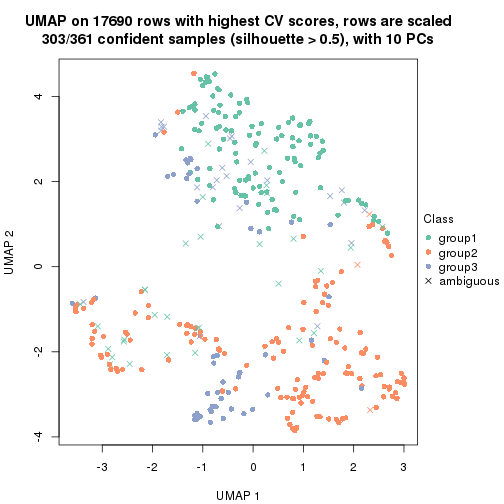 UMAP on 17690 rows with highest CV scores, rows are scaled
303/361 confident samples (silhouette > 0.5), with 10 PCs
4
2
0
-2
-4
UMAP 2
-3
-2
-1
0
1
2
3
UMAP 1
Class
group1
group2
group3
ambiguous